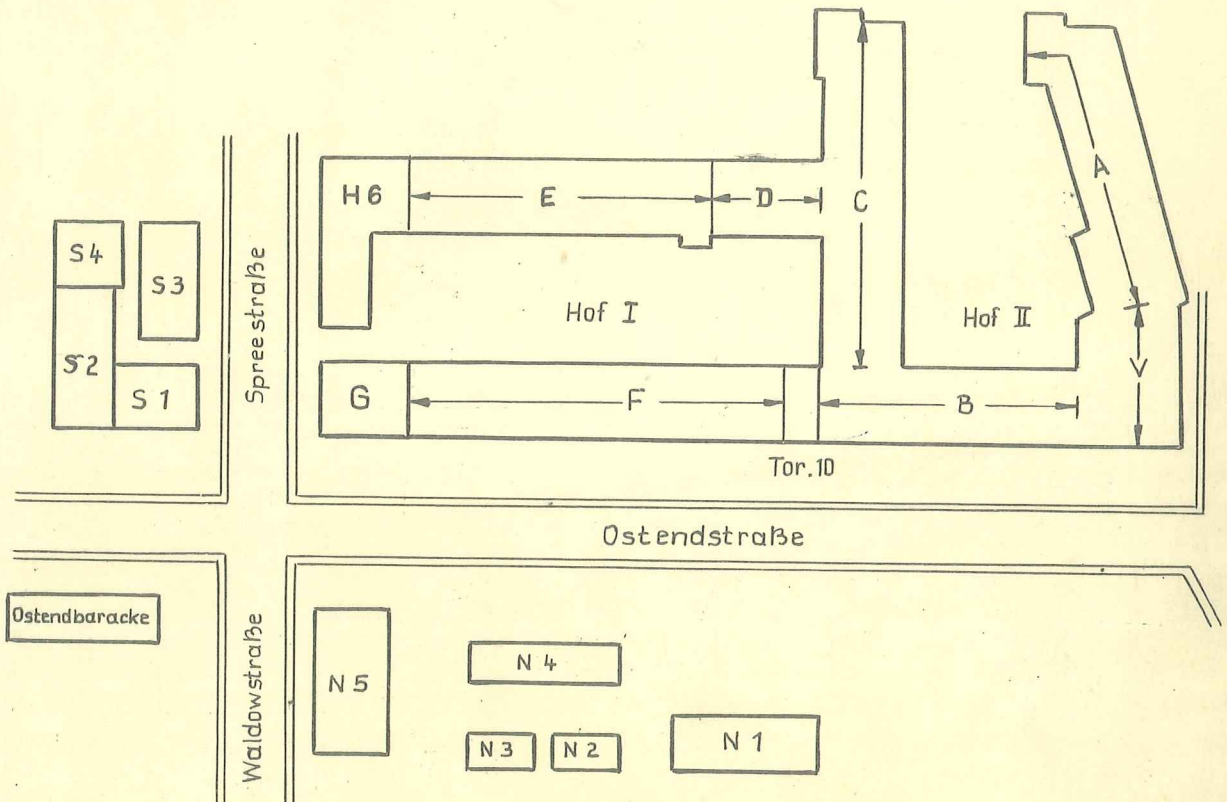 H6
E
D
C
A
S4
S3
Spreestraße
Hof I
Hof II
S2
S1
G
F
B
V
Tor.10
Ostendstraße
Ostendbaracke
Waldowstraße
N5
N4
N3
N2
N1